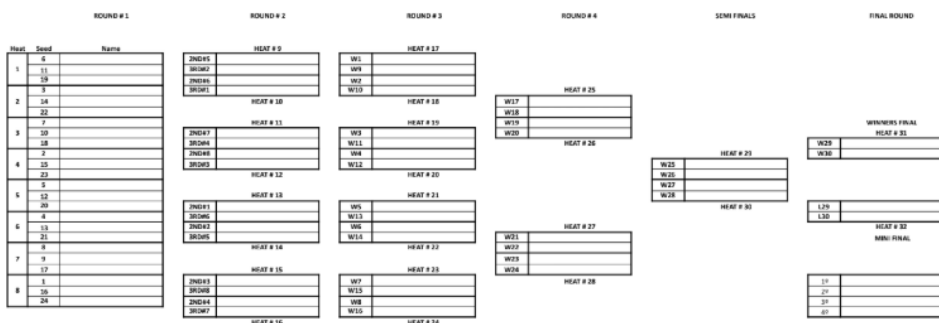 ROUND # 1
ROUND # 2
ROUND # 3
ROUND # 4
SEMI FINALS
FINAL ROUND
Heat Seed Name
1
6
11
19
2
3
14
22
3
7
10
18
4
2
15
23
5
5
12
20
6
4
13
21
7
8
9
17
8
1
16
24
HEAT # 9
2ND#5
3RD#2
2ND#6
3RD#1
HEAT # 10
HEAT # 11
2ND#7
3RD#4
2ND#8
3RD#3
HEAT # 12
HEAT # 13
2ND#1
3RD#6
2ND#2
3RD#5
HEAT # 14
HEAT # 15
2ND#3
3RD#8
2ND#4
3RD#7
HEAT # 16
HEAT # 17
W1
W9
W2
W10
HEAT # 18
HEAT # 19
W3
W11
W4
W12
HEAT # 20
HEAT # 21
W5
W13
W6
W14
HEAT # 22
HEAT # 23
W7
W15
W8
W16
HEAT # 24
HEAT # 25
W17
W18
W19
W20
HEAT # 26
HEAT # 27
W21
W22
W23
W24
HEAT # 28
HEAT # 29
W25
W26
W27
W28
HEAT # 30
WINNERS FINAL
HEAT # 31
W29
W30
L29
L30
HEAT # 32
MINI FINAL
1º
2º
3º
4º